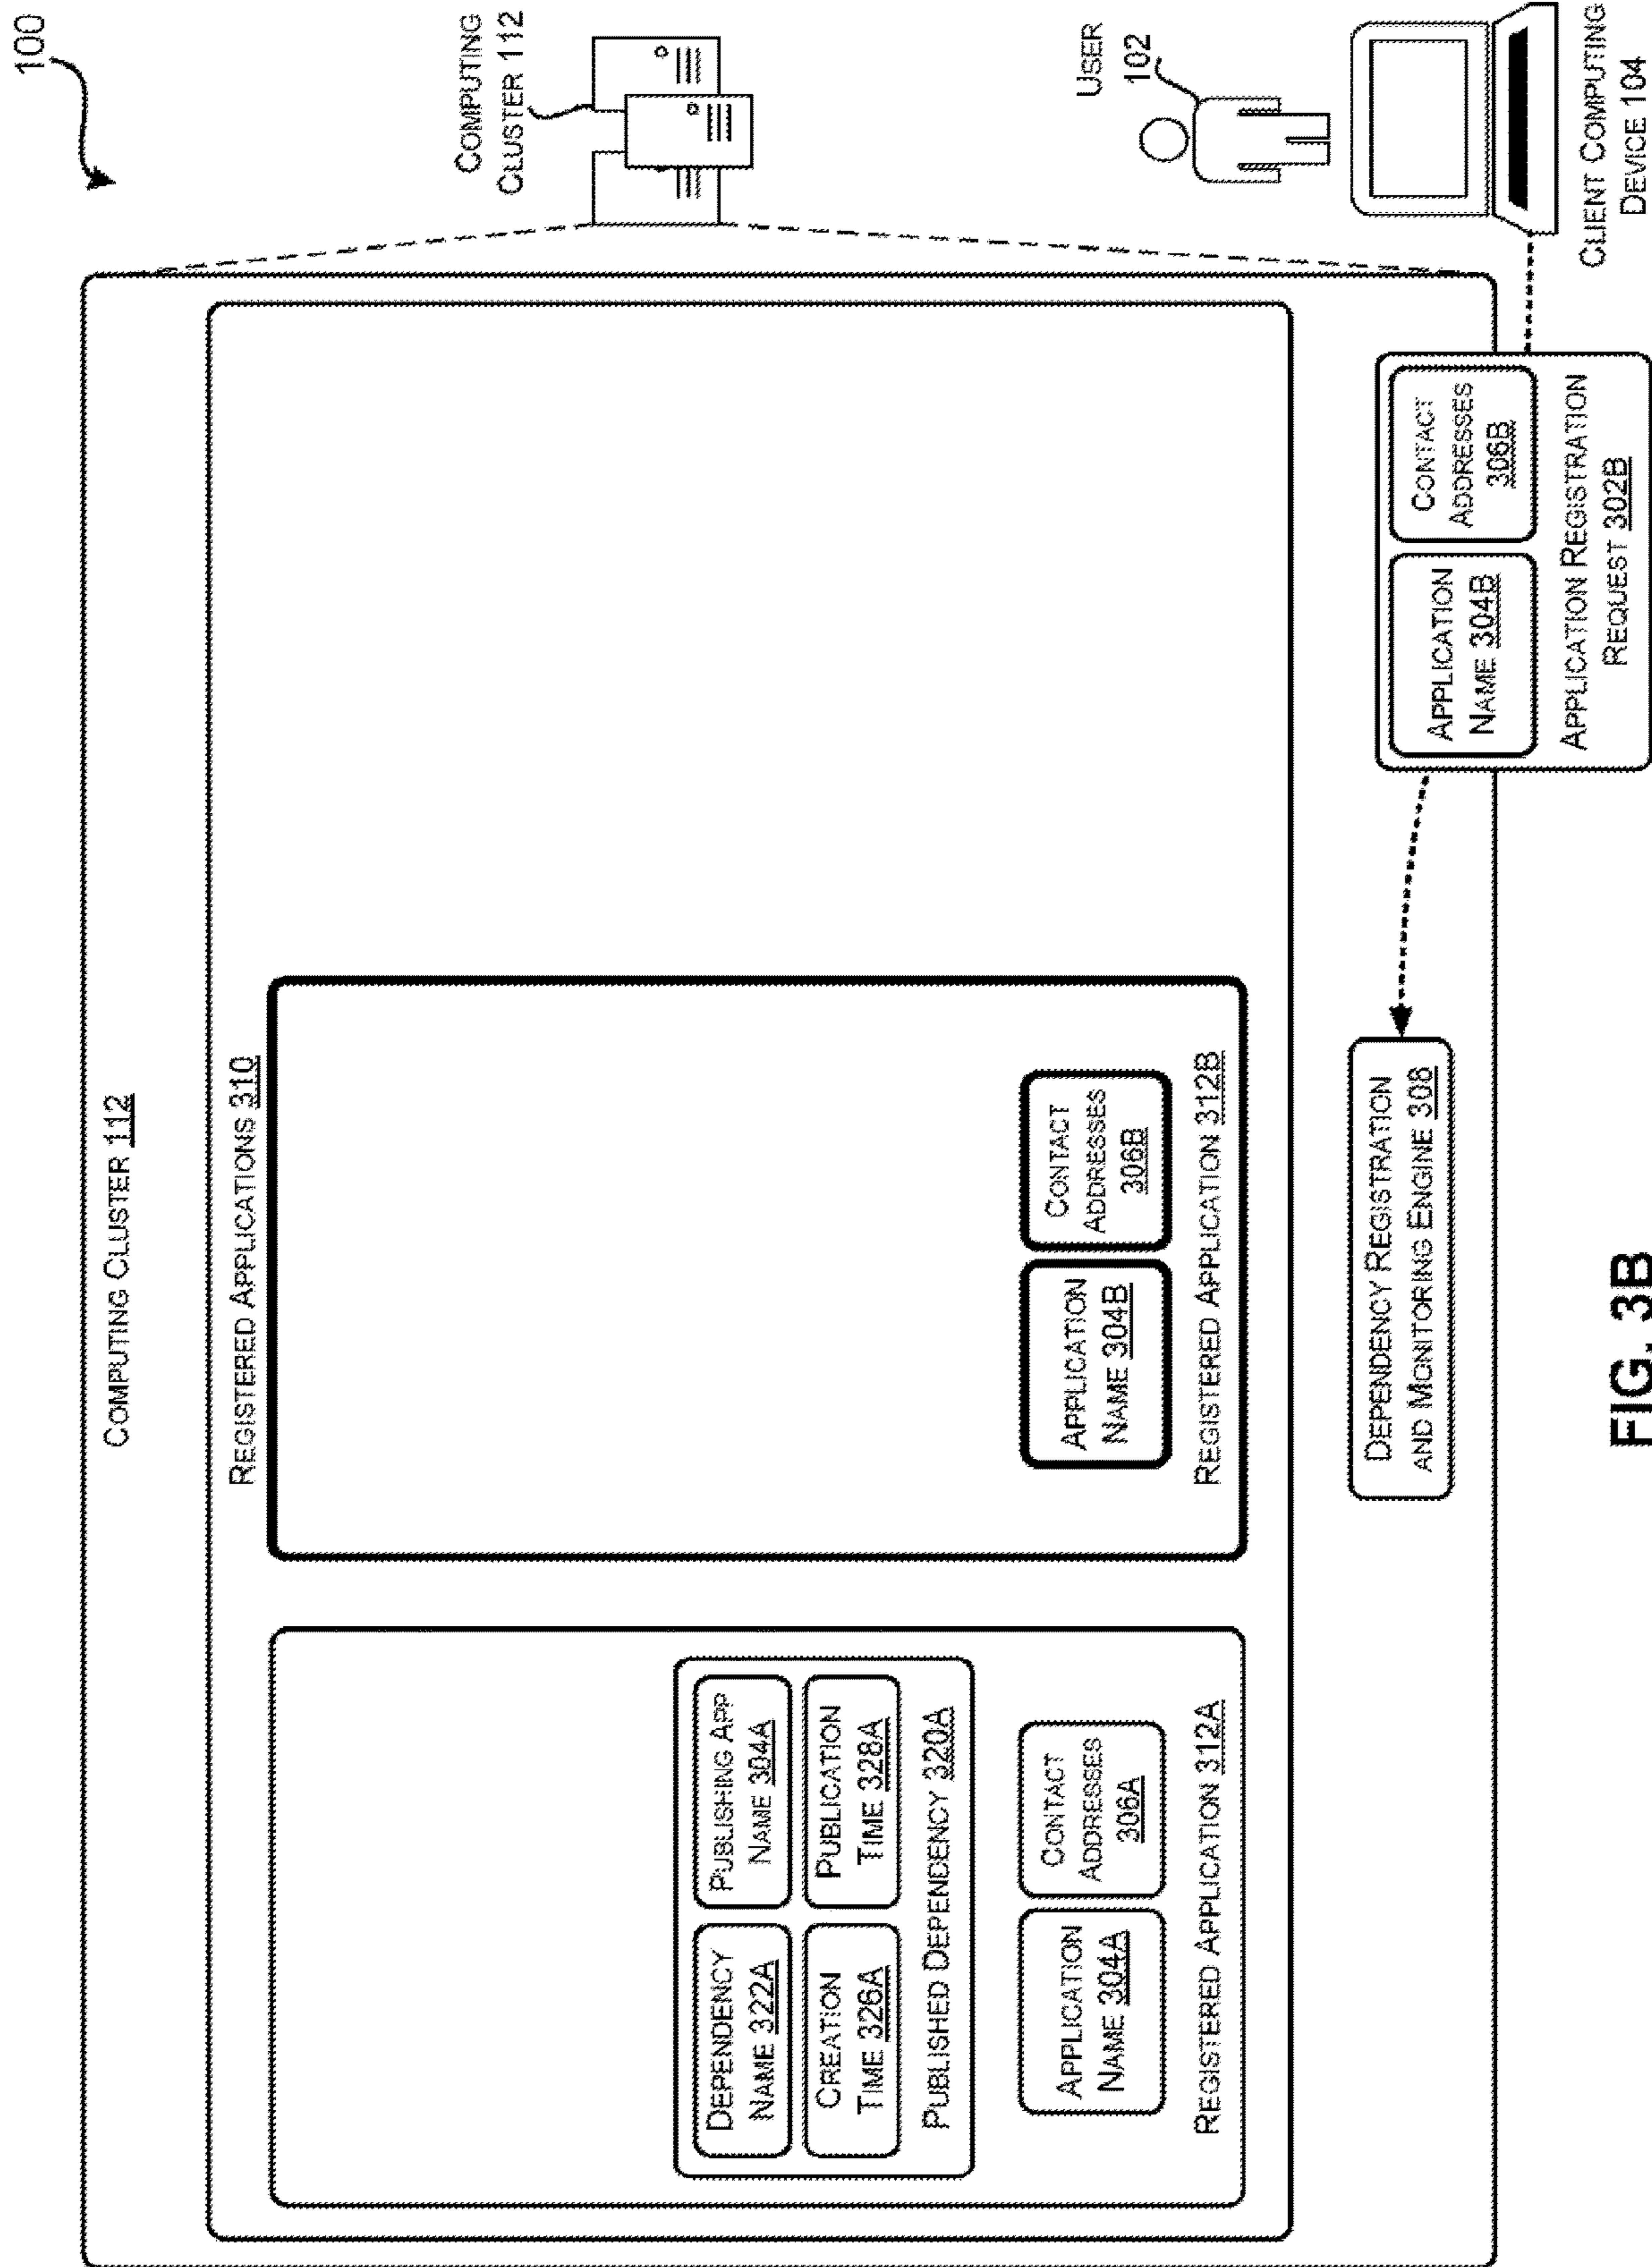 100
COMPUTING CLUSTER 112
REGISTERED APPLICATIONS 310
DEPENDENCY
NAME 322A
PUBLISHING APP
NAME 304A
CREATION
TIME 326A
PUBLICATION
TIME 328A
PUBLISHED DEPENDENCY 320A
APPLICATION
NAME 304A
CONTACT
ADDRESSES
306A
REGISTERED APPLICATION 312A
APPLICATION
NAME 304B
CONTACT
ADDRESSES
306B
REGISTERED APPLICATION 312B
COMPUTING
CLUSTER 112
USER
102
DEPENDENCY REGISTRATION
AND MONITORING ENGINE 308
APPLICATION
NAME 304B
CONTACT
ADDRESSES
306B
APPLICATION REGISTRATION
REQUEST 302B
CLIENT COMPUTING
DEVICE 104
FIG. 3B